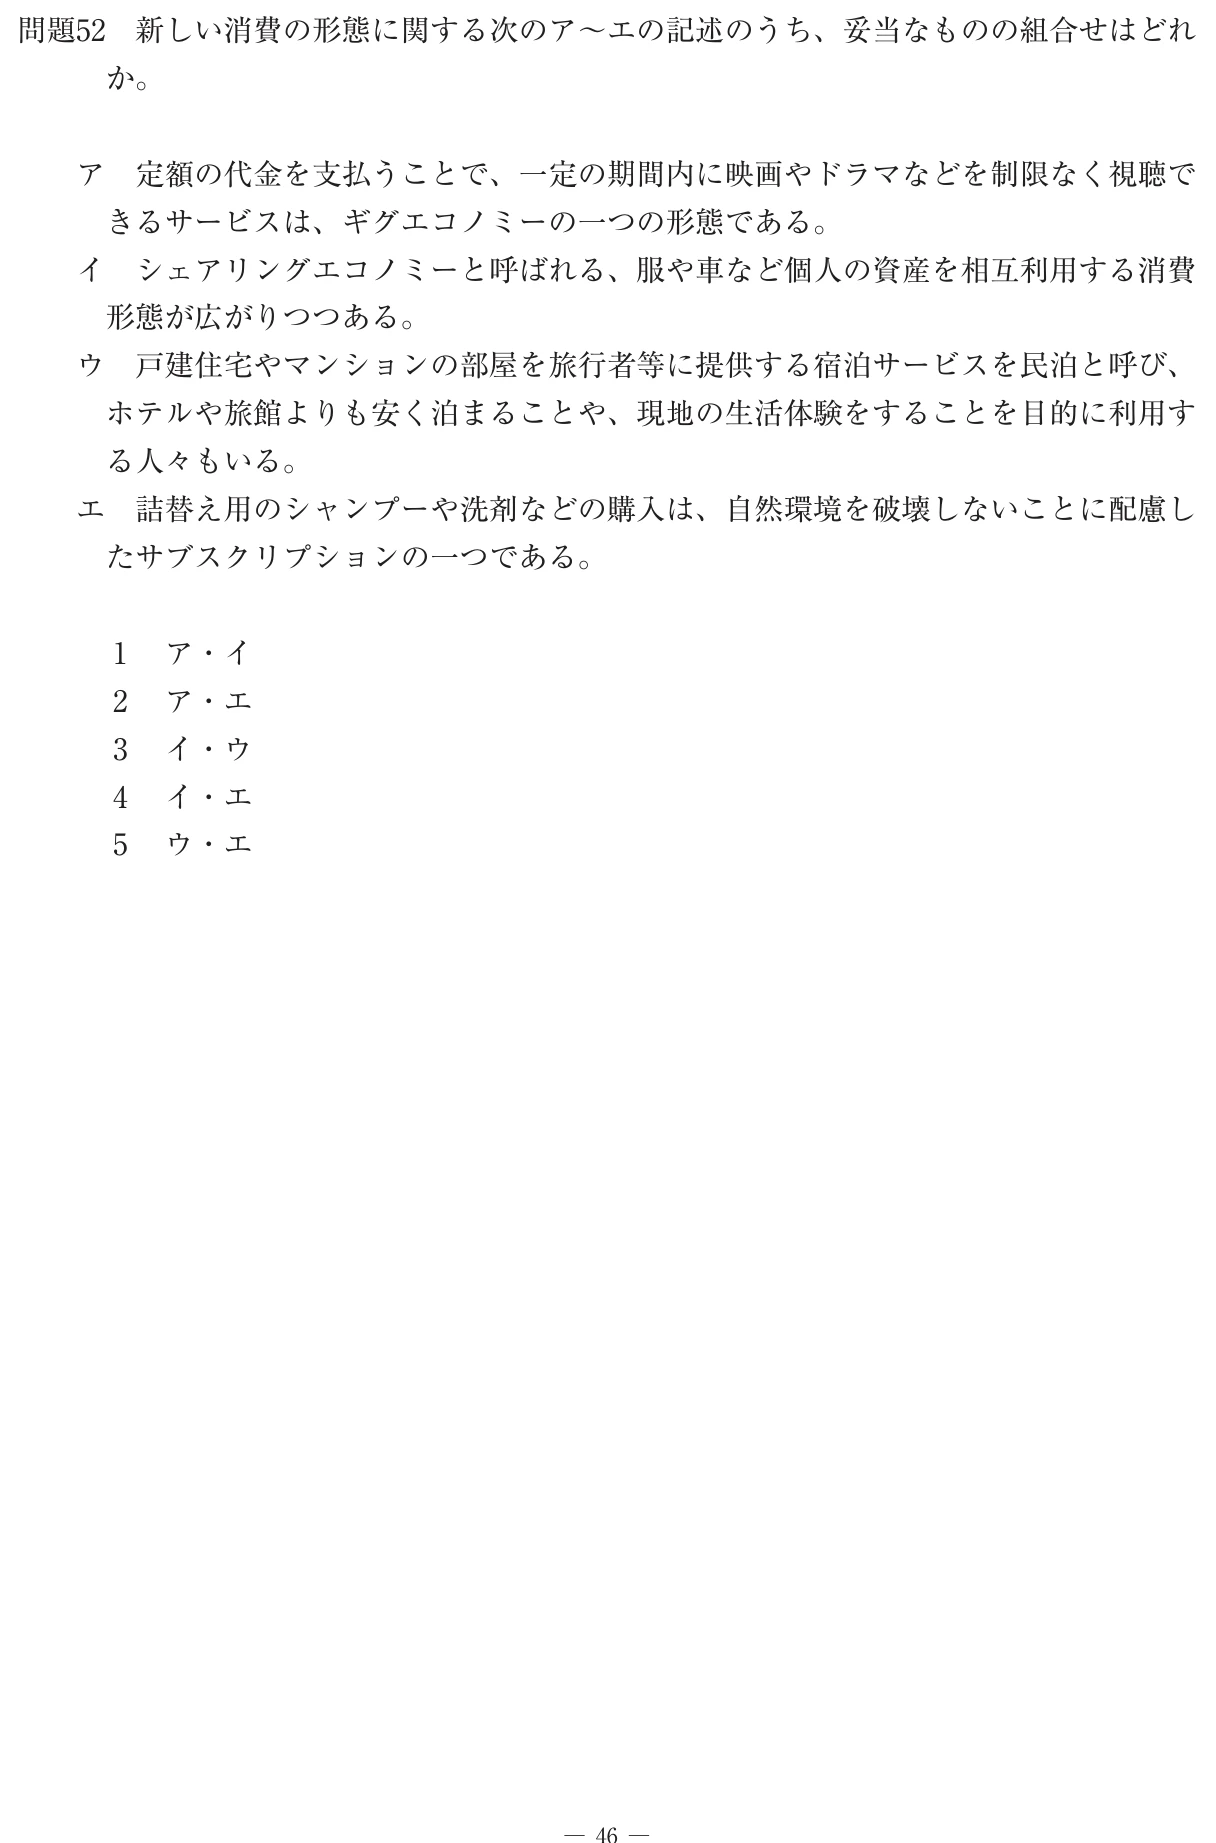 問題52　新しい消費の形態に関する次のア〜エの記述のうち、妥当なものの組合せはどれ
か。
ア　定額の代金を支払うことで、一定の期間内に映画やドラマなどを制限なく視聴で
きるサービスは、ギグエコノミーの一つの形態である。
イ　シェアリングエコノミーと呼ばれる、服や車など個人の資産を相互利用する消費
形態が広がりつつある。
ウ　戸建住宅やマンションの部屋を旅行者等に提供する宿泊サービスを民泊と呼び、
ホテルや旅館よりも安く泊まることや、現地の生活体験をすることを目的に利用す
る人々もいる。
エ　詰替え用のシャンプーや洗剤などの購入は、自然環境を破壊しないことに配慮し
たサブスクリプションの一つである。
1　ア・イ
2　ア・エ
3　イ・ウ
4　イ・エ
5　ウ・エ
― 46 ―